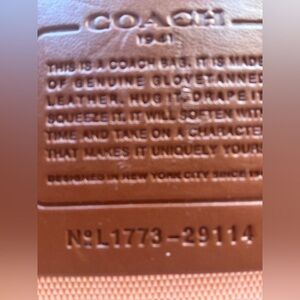 COACH
1941
THIS IS A COACH BAG. IT IS MADE
OF GENUINE GLOVETANNED
LEATHER. HUG IT, DRAPE IT
SQUEEZE IT. IT WILL SOFTEN WITH
TIME AND TAKE ON A CHARACTE
THAT MAKES IT UNIQUELY YOURS
DESIGNED IN NEW YORK CITY SINCE 19
Nº L1773-29114